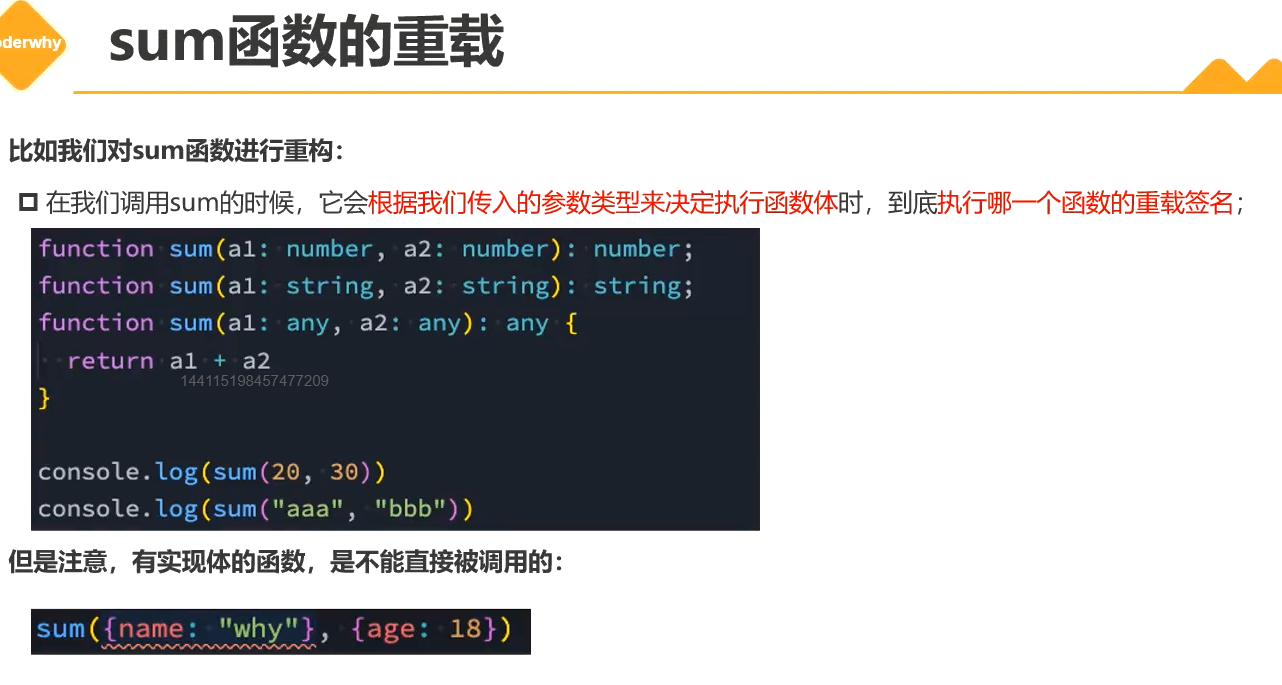 oderwhy
sum函数的重载
比如我们对sum函数进行重构：
在我们调用sum的时候，它会根据我们传入的参数类型来决定执行函数体时，到底执行哪一个函数的重载签名；
function sum(a1: number, a2: number): number;
function sum(a1: string, a2: string): string;
function sum(a1: any, a2: any): any {
return a1 + a2
144115198457477209
}
console.log(sum(20, 30))
console.log(sum("aaa", "bbb"))
但是注意，有实现体的函数，是不能直接被调用的：
sum({name: "why"}, {age: 18})